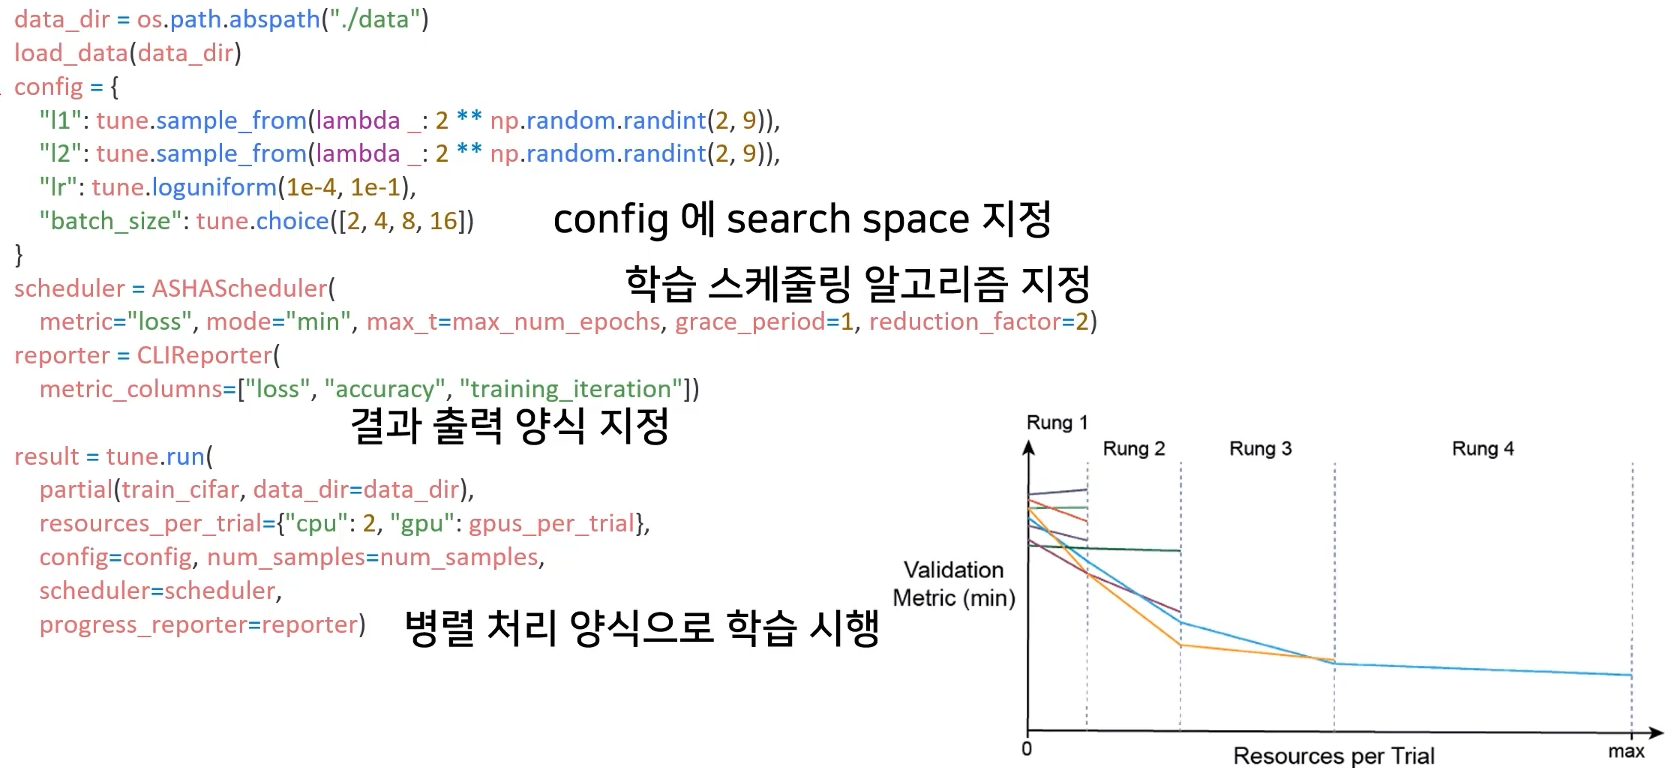 data_dir = os.path.abspath("./data")
load_data(data_dir)
config = {
"l1": tune.sample_from(lambda _: 2 ** np.random.randint(2, 9)),
"l2": tune.sample_from(lambda _: 2 ** np.random.randint(2, 9)),
"lr": tune.loguniform(1e-4, 1e-1),
"batch_size": tune.choice([2, 4, 8, 16])
config 에 search space 지정
}
학습 스케줄링 알고리즘 지정
scheduler = ASHAScheduler(
metric="loss", mode="min", max_t=max_num_epochs, grace_period=1, reduction_factor=2)
reporter = CLIReporter(
metric_columns=["loss", "accuracy", "training_iteration"])
결과 출력 양식 지정
result = tune.run(
partial(train_cifar, data_dir=data_dir),
resources_per_trial={"cpu": 2, "gpu": gpus_per_trial},
config=config, num_samples=num_samples,
scheduler=scheduler,
progress_reporter=reporter)
병렬 처리 양식으로 학습 시행
Rung 1
Rung 2
Rung 3
Rung 4
Validation
Metric (min)
0
Resources per Trial
max